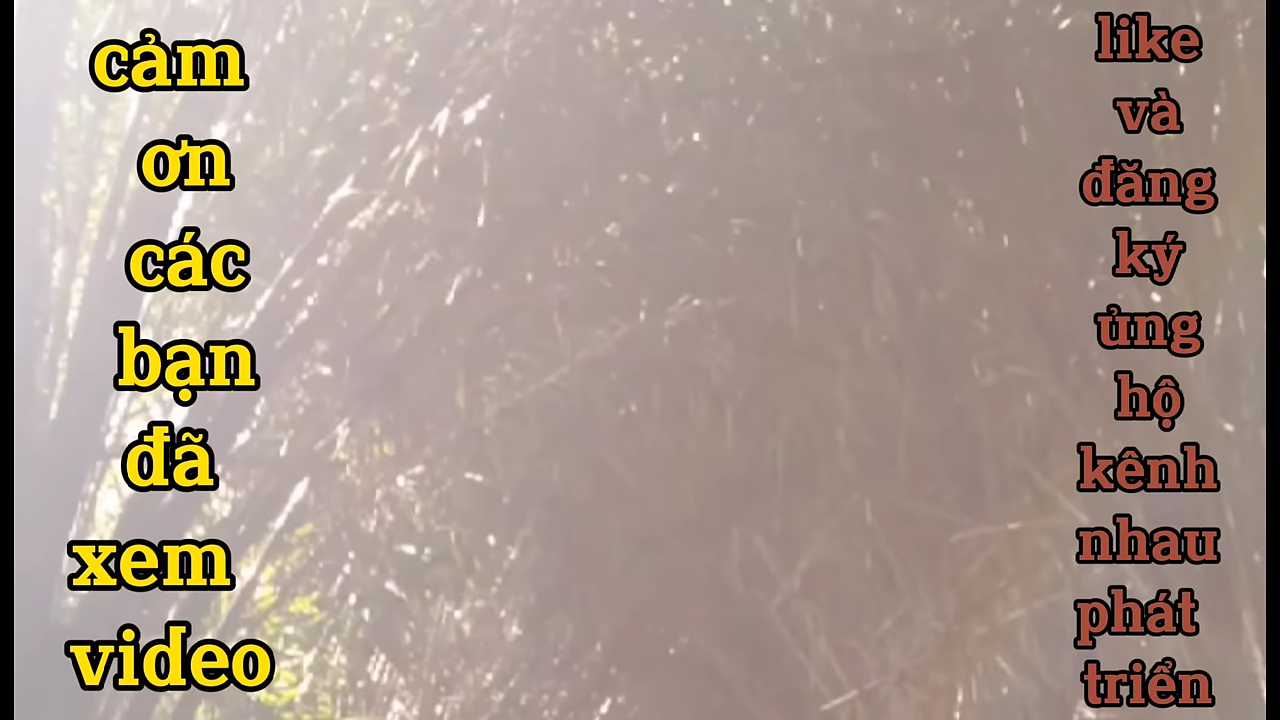 cảm
ơn
các
bạn
đã
xem
video
like
và
đăng
ký
ủng
hộ
kênh
nhau
phát
triển